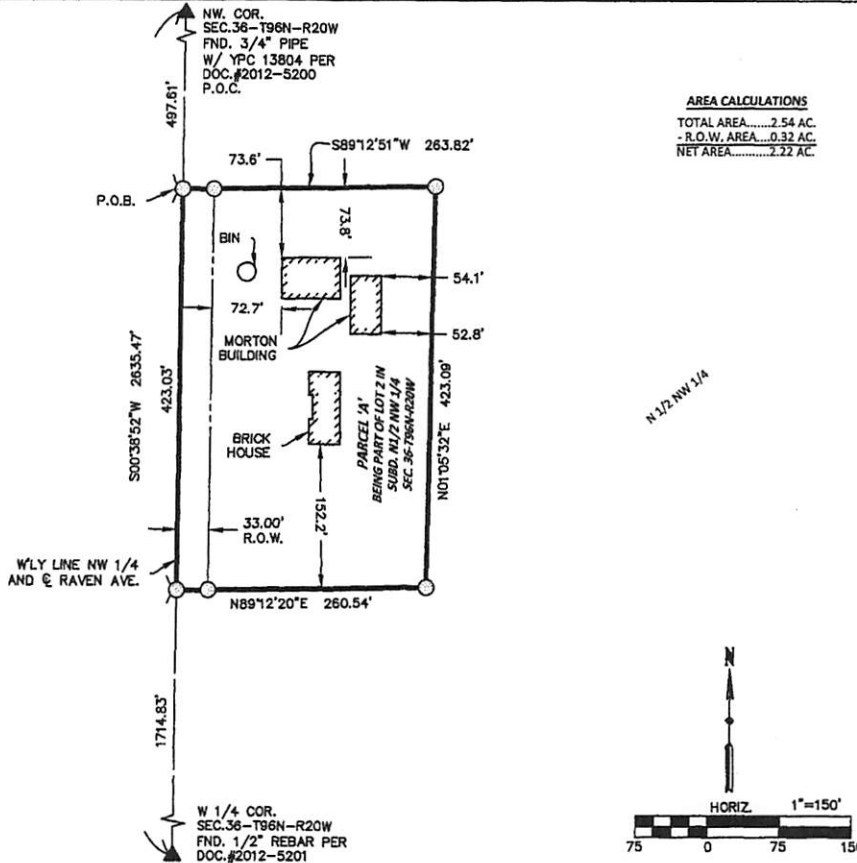 NW. COR.
SEC.36-T96N-R20W
FND. 3/4" PIPE
W/ YPC 13804 PER
DOC.#2012-5200
P.O.C.
497.61'
AREA CALCULATIONS
TOTAL AREA.......2.54 AC.
- R.O.W. AREA....0.32 AC.
NET AREA............2.22 AC.
S89°12'51"W 263.82'
73.6'
P.O.B.
73.8'
BIN
54.1'
72.7'
52.8'
MORTON
BUILDING
S00°38'52"W 2635.47'
423.03'
PARCEL 'A'
BEING PART OF LOT 2 IN
SUBD. N1/2 NW 1/4
SEC. 36-T96N-R20W
N01°05'32"E 423.09'
N 1/2 NW 1/4
BRICK
HOUSE
152.2'
33.00'
R.O.W.
W'LY LINE NW 1/4
AND ℄ RAVEN AVE.
N89°12'20"E 260.54'
1714.83'
N
W 1/4 COR.
SEC.36-T96N-R20W
FND. 1/2" REBAR PER
DOC.#2012-5201
HORIZ. 1"=150'
75 0 75 150